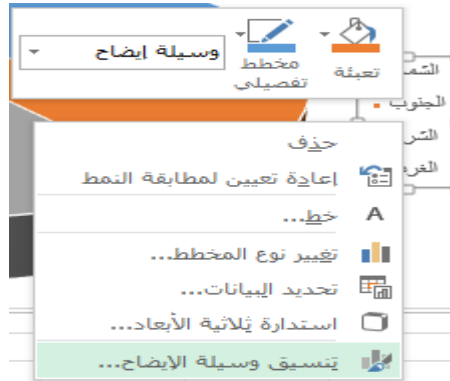 تعبئة
مخطط تفصيلي
وسيلة إيضاح
الجنوب
حذف
إعادة تعيين لمطابقة النمط
خط...
تغيير نوع المخطط...
تحديد البيانات...
استدارة ثلاثية الأبعاد...
تنسيق وسيلة الإيضاح...